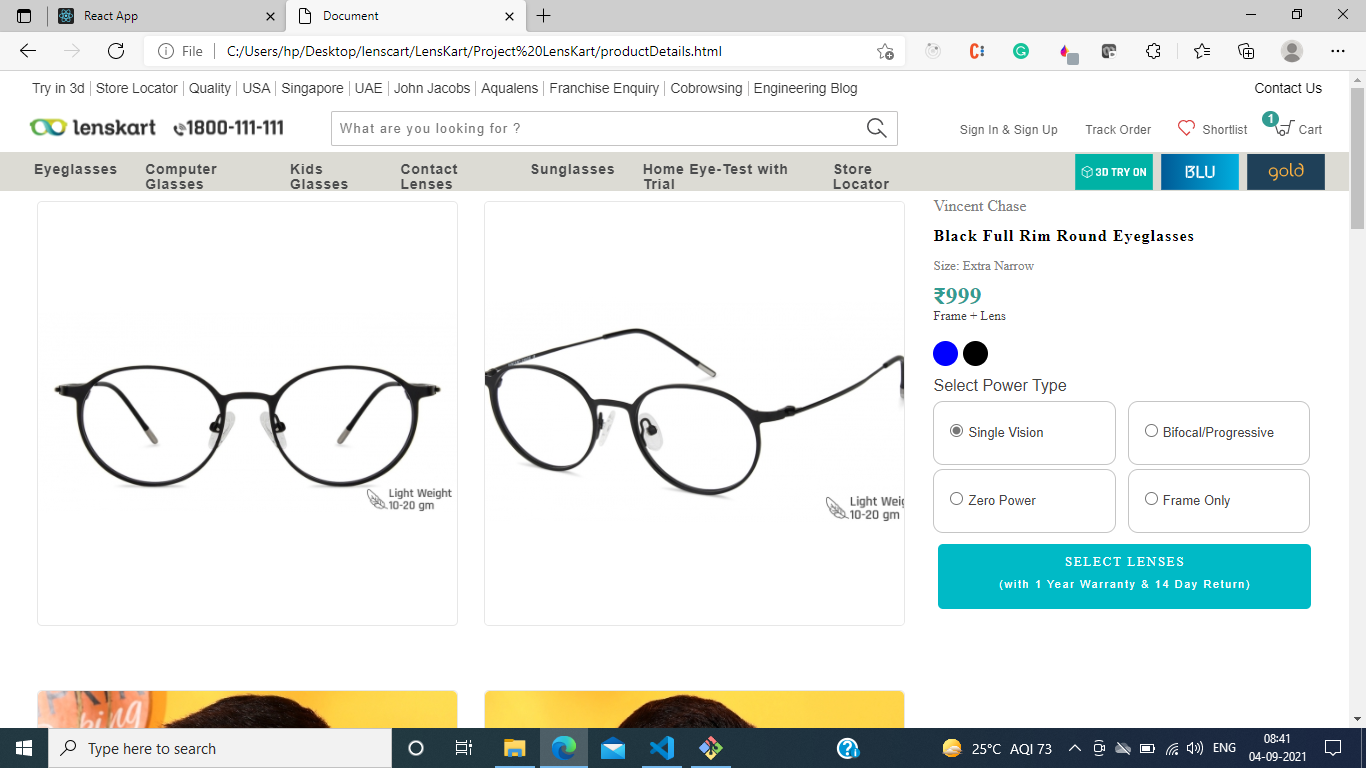 React App
Document
File
C:/Users/hp/Desktop/lenscart/LensKart/Project%20LensKart/productDetails.html
Try in 3d | Store Locator | Quality | USA | Singapore | UAE | John Jacobs | Aqualens | Franchise Enquiry | Cobrowsing | Engineering Blog
Contact Us
lenskart
1800-111-111
What are you looking for ?
Sign In & Sign Up
Track Order
Shortlist
1
Cart
Eyeglasses
Computer
Glasses
Kids
Glasses
Contact
Lenses
Sunglasses
Home Eye-Test with
Trial
Store
Locator
3D TRY ON
BLU
gold
Vincent Chase
Black Full Rim Round Eyeglasses
Size: Extra Narrow
₹999
Frame + Lens
Select Power Type
Single Vision
Bifocal/Progressive
Zero Power
Frame Only
SELECT LENSES
(with 1 Year Warranty & 14 Day Return)
Light Weight
10-20 gm
Light Weig
10-20 gm
king
Type here to search
25°C AQI 73
ENG
08:41
04-09-2021